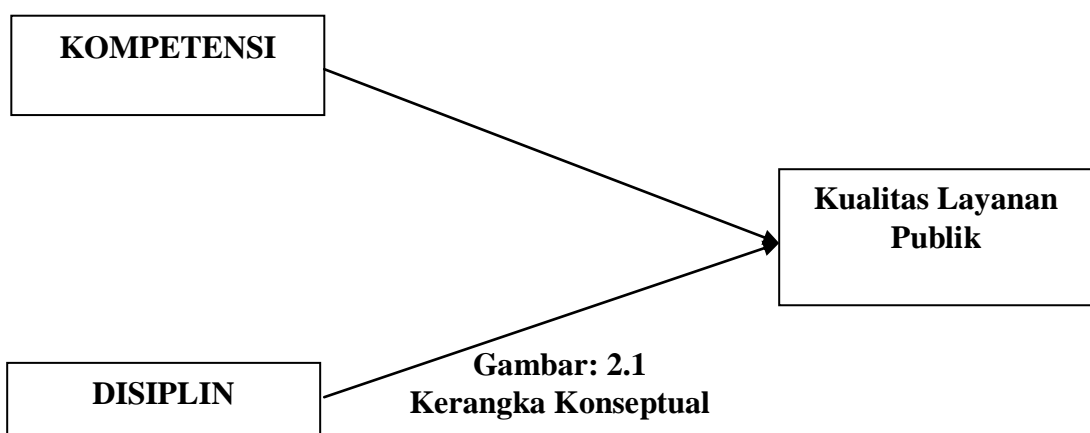 KOMPETENSI
Kualitas Layanan
Publik
Gambar: 2.1
Kerangka Konseptual
DISIPLIN